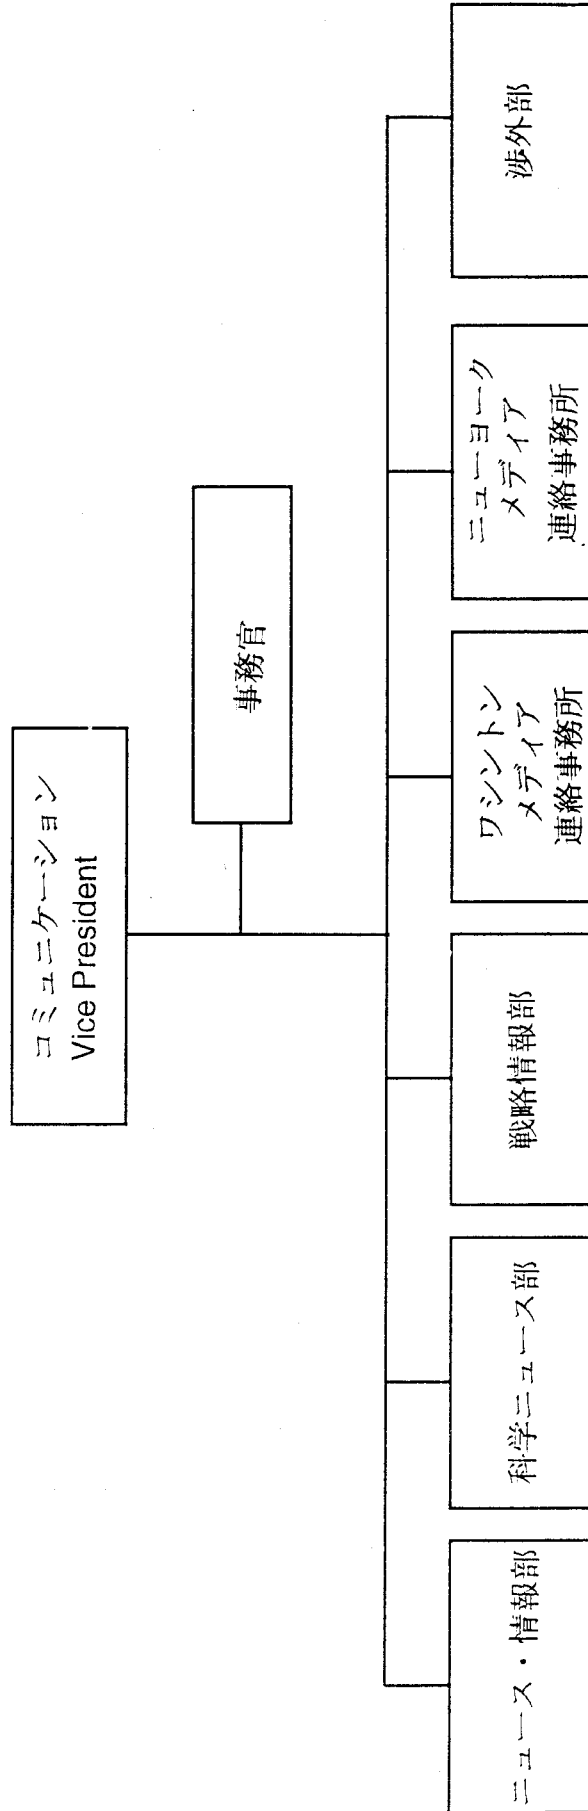 コミュニケーション
Vice President
事務官
ニュース・情報部
科学ニュース部
戦略情報部
ワシントン
メディア
連絡事務所
ニューヨーク
メディア
連絡事務所
渉外部